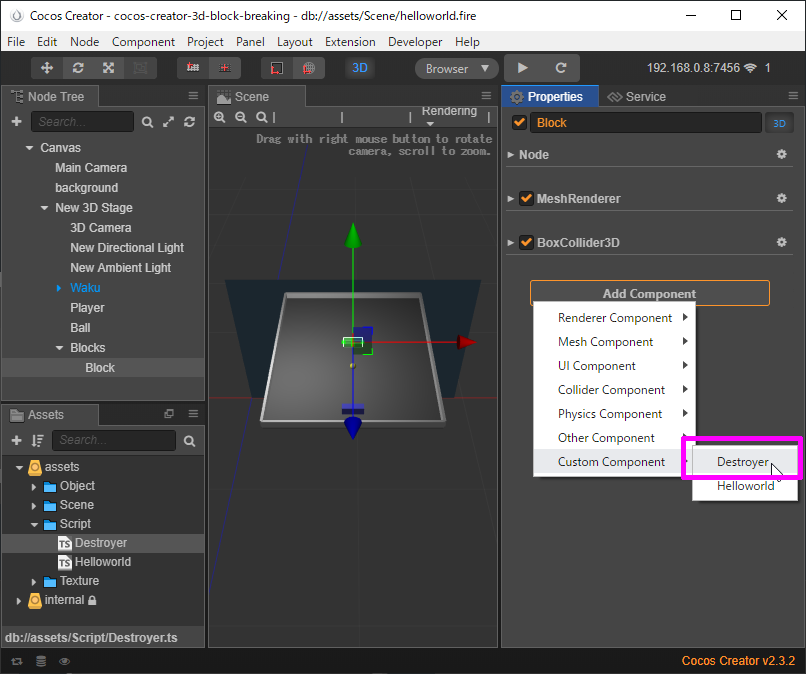 Cocos Creator - cocos-creator-3d-block-breaking - db://assets/Scene/helloworld.fire
File Edit Node Component Project Panel Layout Extension Developer Help
3D Browser 192.168.0.8:7456 1
Node Tree
Search...
Canvas
Main Camera
background
New 3D Stage
3D Camera
New Directional Light
New Ambient Light
Waku
Player
Ball
Blocks
Block
Assets
Search...
assets
Object
Scene
Script
TS Destroyer
TS Helloworld
Texture
internal
db://assets/Script/Destroyer.ts
Scene
Rendering
Drag with right mouse button to rotate
camera, scroll to zoom.
Properties Service
Block 3D
Node
MeshRenderer
BoxCollider3D
Add Component
Renderer Component
Mesh Component
UI Component
Collider Component
Physics Component
Other Component
Custom Component
Destroyer
Helloworld
Cocos Creator v2.3.2